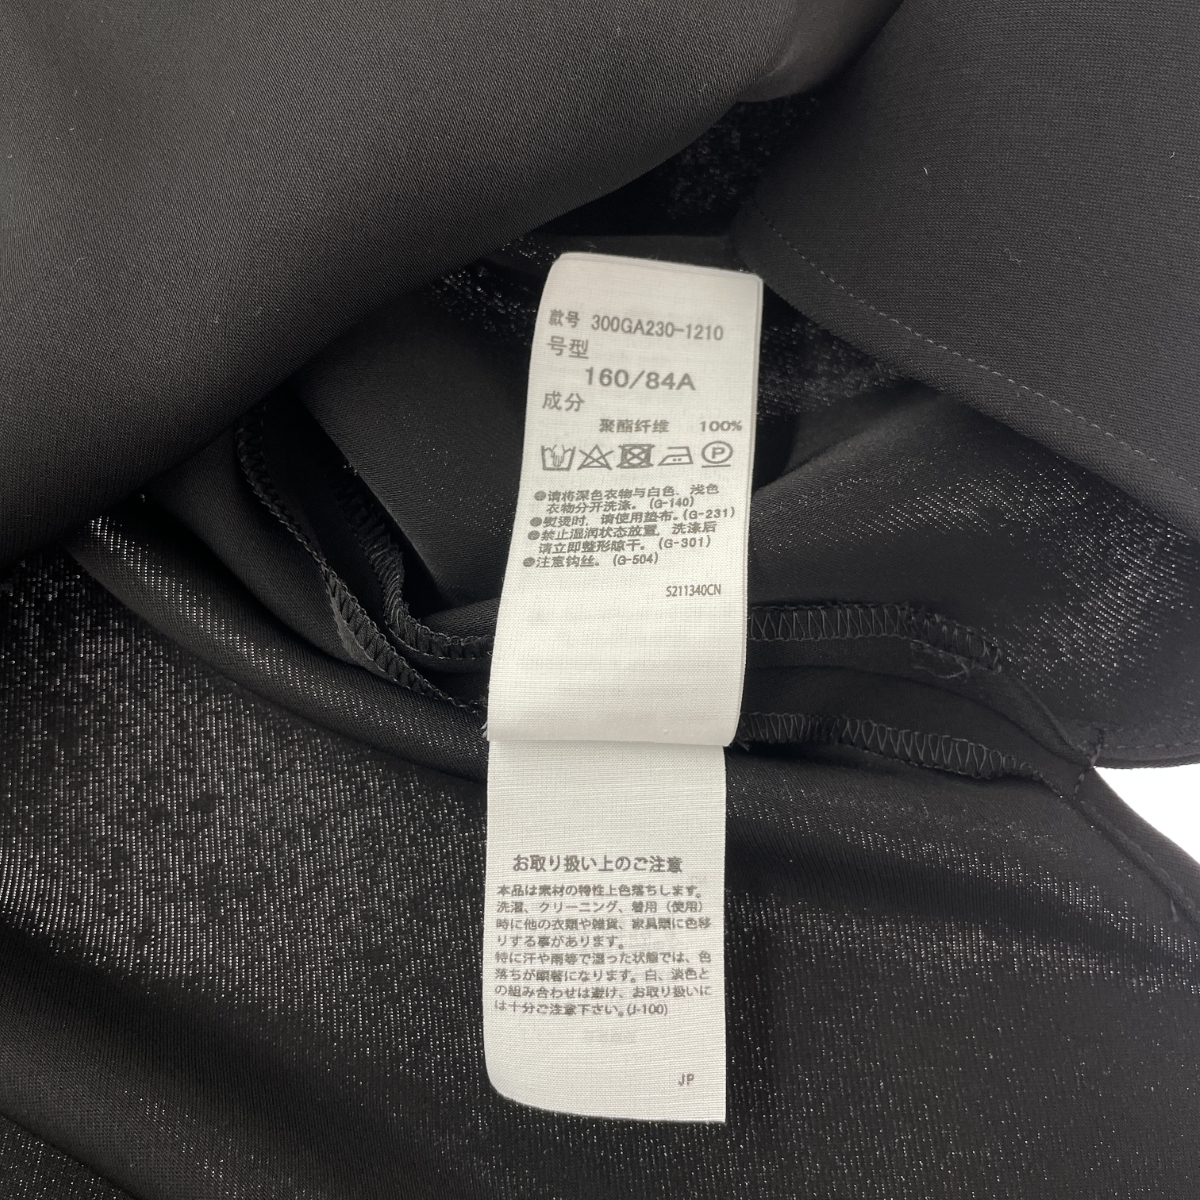 款号 300GA230-1210
号型
160/84A
成分
聚酯纤维 100%
P
●请将深色衣物与白色、浅色
衣物分开洗涤。(G-140)
●熨烫时，请使用垫布。(G-231)
●禁止湿润状态放置，洗涤后
请立即整形晾干。(G-301)
●注意钩丝。(G-504)
S211340CN
お取り扱い上のご注意
本品は素材の特性上色落ちします。
洗濯、クリーニング、着用（使用）
時に他の衣類や雑貨、家具類に色移
りする事があります。
特に汗や雨等で湿った状態では、色
落ちが顕著になります。白、淡色と
の組み合わせは避け、お取り扱いに
は十分ご注意下さい。(J-100)
JP